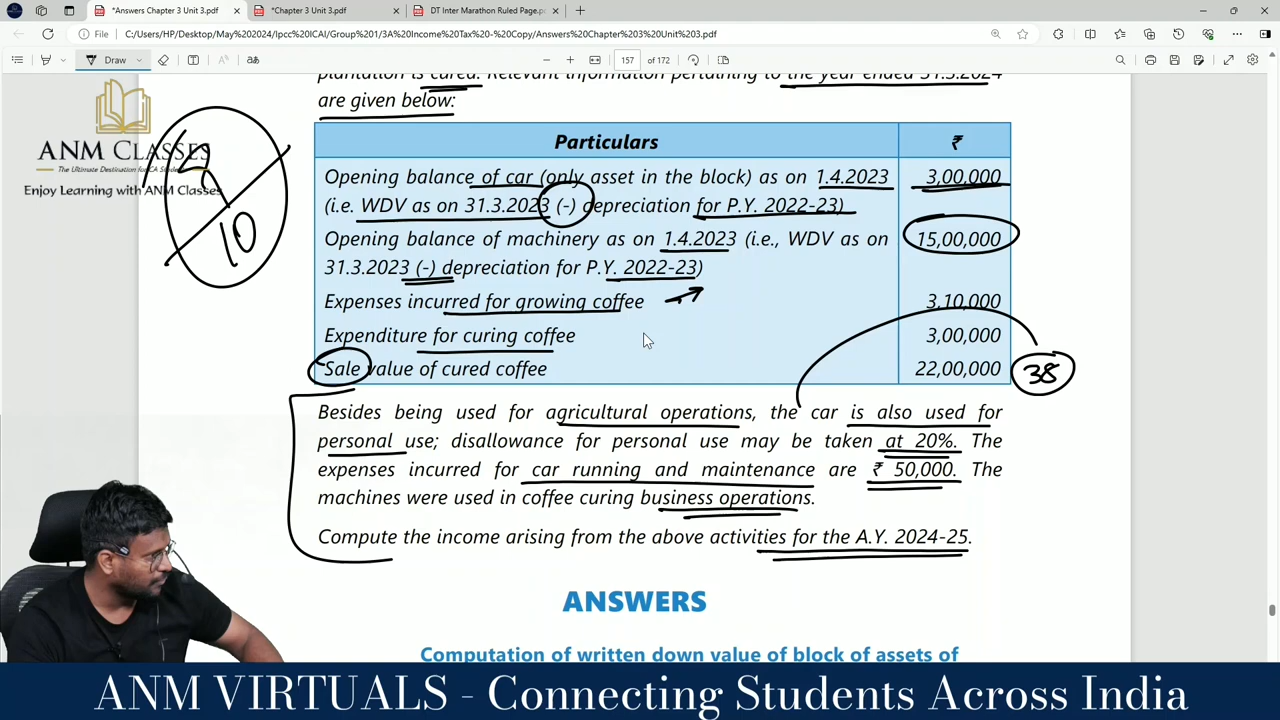 *Answers Chapter 3 Unit 3.pdf
*Chapter 3 Unit 3.pdf
DT Inter Marathon Ruled Page.p
File
C:/Users/HP/Desktop/May%202024/Ipcc%20ICAI/Group%201/3A%20Income%20Tax%20-%20Copy/Answers%20Chapter%203%20Unit%203.pdf
Draw
157 of 172
plantation is cured. Relevant information pertaining to the year ended 31.3.2024
are given below:
ANM CLASSES
The Ultimate Destination for CA Stude
Enjoy Learning with ANM Classes
10
Particulars ₹
Opening balance of car (only asset in the block) as on 1.4.2023 3,00,000
(i.e. WDV as on 31.3.2023 (-) depreciation for P.Y. 2022-23)
Opening balance of machinery as on 1.4.2023 (i.e., WDV as on 15,00,000
31.3.2023 (-) depreciation for P.Y. 2022-23)
Expenses incurred for growing coffee 3,10,000
Expenditure for curing coffee 3,00,000
Sale value of cured coffee 22,00,000
38
Besides being used for agricultural operations, the car is also used for
personal use; disallowance for personal use may be taken at 20%. The
expenses incurred for car running and maintenance are ₹ 50,000. The
machines were used in coffee curing business operations.
Compute the income arising from the above activities for the A.Y. 2024-25.
ANSWERS
Computation of written down value of block of assets of
ANM VIRTUALS - Connecting Students Across India